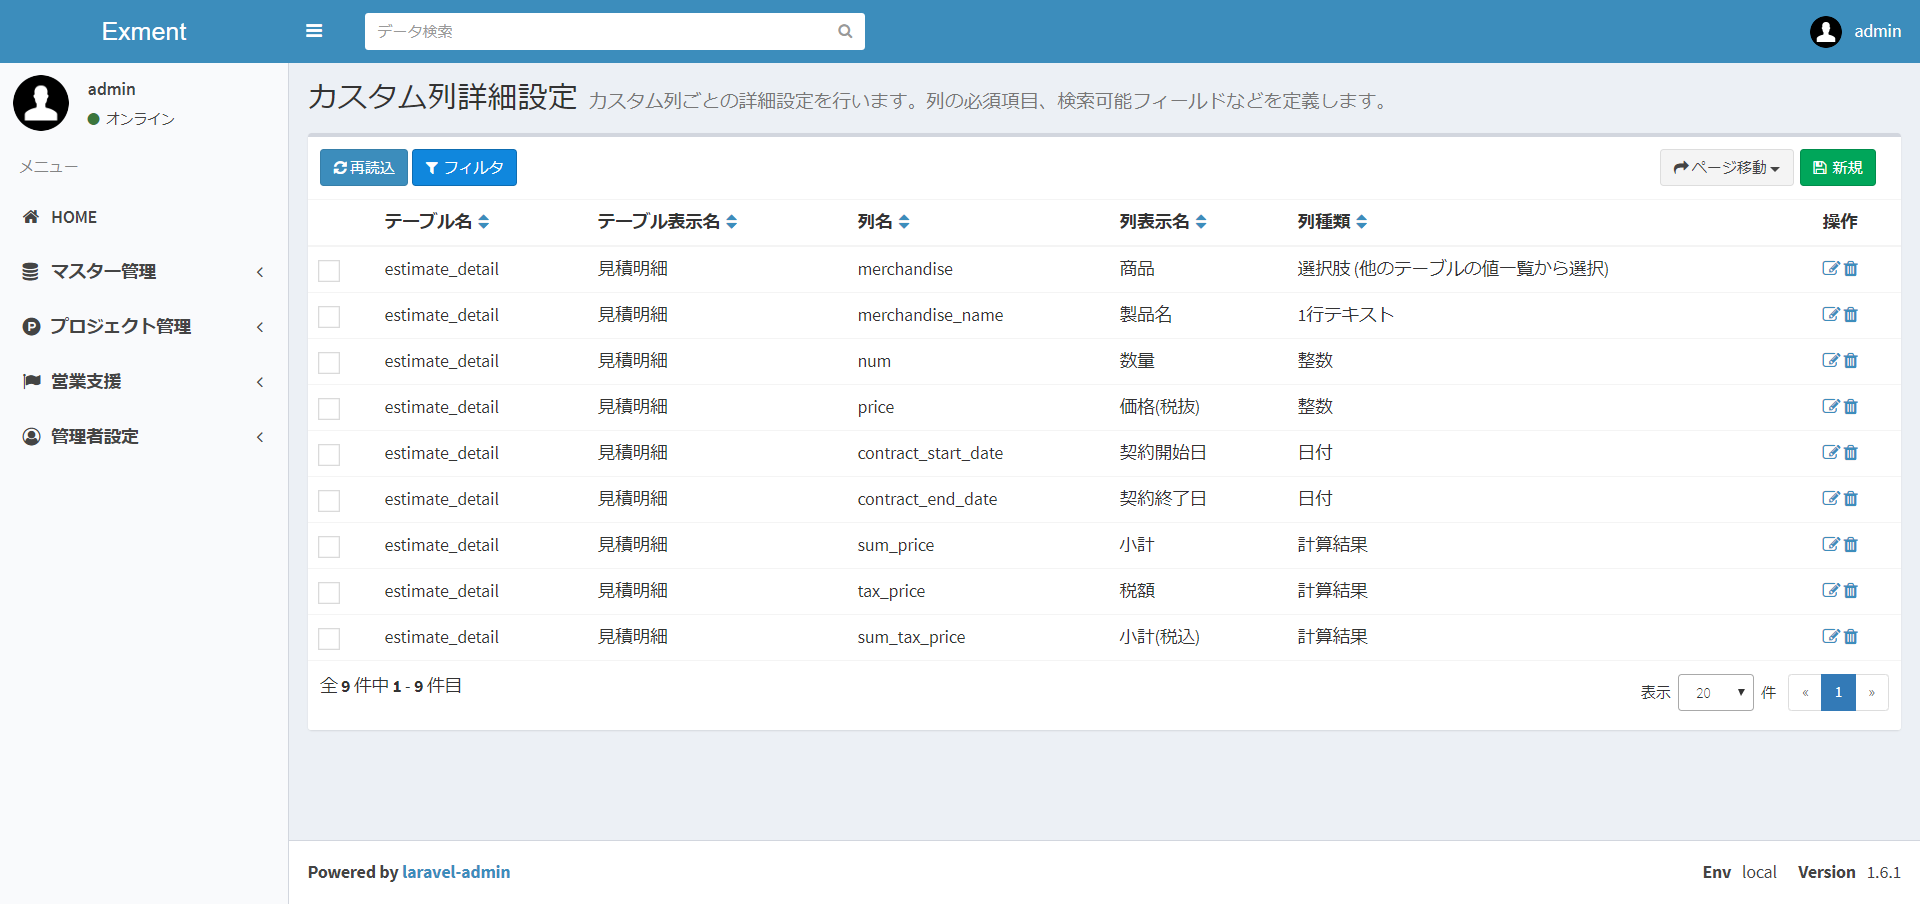 Exment
データ検索
admin
admin
オンライン
メニュー
HOME
マスター管理
プロジェクト管理
営業支援
管理者設定
カスタム列詳細設定 カスタム列ごとの詳細設定を行います。列の必須項目、検索可能フィールドなどを定義します。
再読込 フィルタ ページ移動 新規
テーブル名 テーブル表示名 列名 列表示名 列種類 操作
estimate_detail 見積明細 merchandise 商品 選択肢 (他のテーブルの値一覧から選択)
estimate_detail 見積明細 merchandise_name 製品名 1行テキスト
estimate_detail 見積明細 num 数量 整数
estimate_detail 見積明細 price 価格(税抜) 整数
estimate_detail 見積明細 contract_start_date 契約開始日 日付
estimate_detail 見積明細 contract_end_date 契約終了日 日付
estimate_detail 見積明細 sum_price 小計 計算結果
estimate_detail 見積明細 tax_price 税額 計算結果
estimate_detail 見積明細 sum_tax_price 小計(税込) 計算結果
全 9 件中 1 - 9 件目
表示 20 件 « 1 »
Powered by laravel-admin
Env local Version 1.6.1